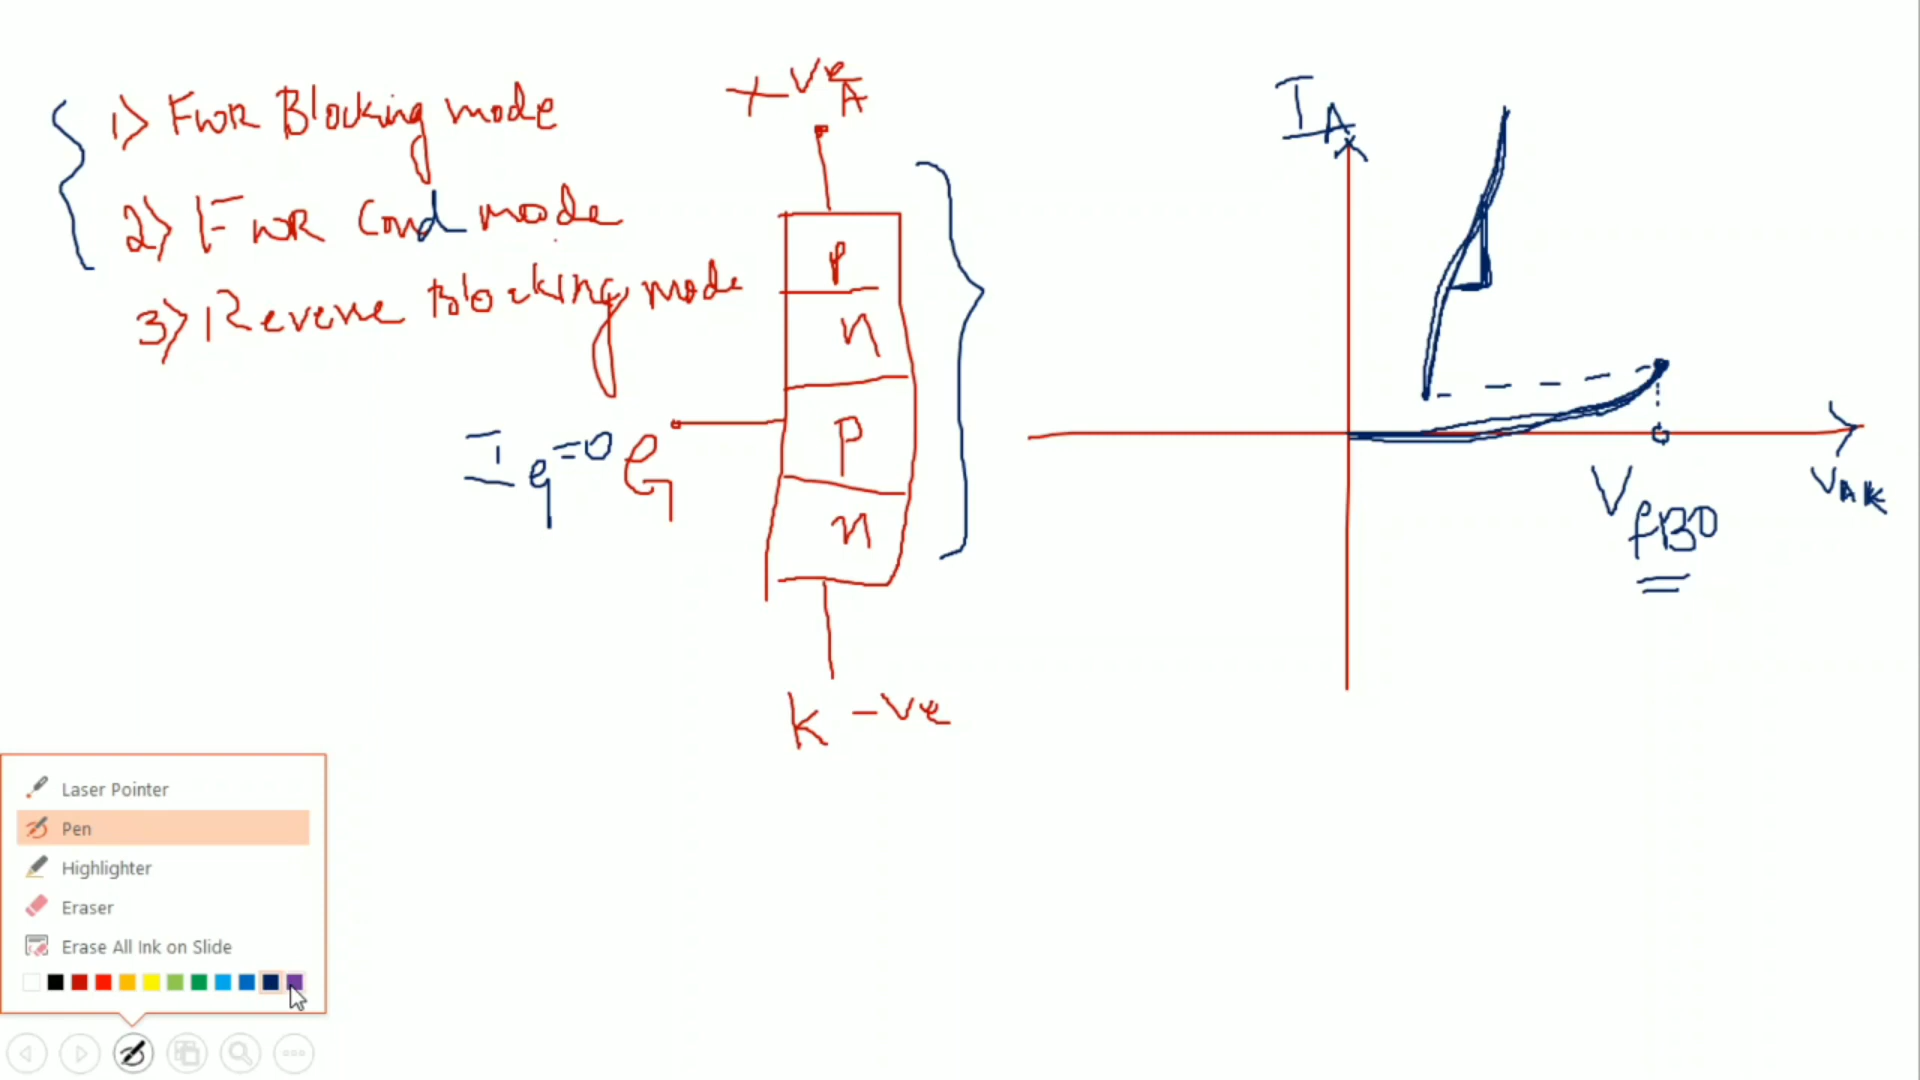 1) FWR Blocking mode
2) FWR Cond mode
3) Reverse Blocking mode
+ve
A
p
n
p
n
Ig=0
G
K -ve
IA
VAK
VfBO
Laser Pointer
Pen
Highlighter
Eraser
Erase All Ink on Slide